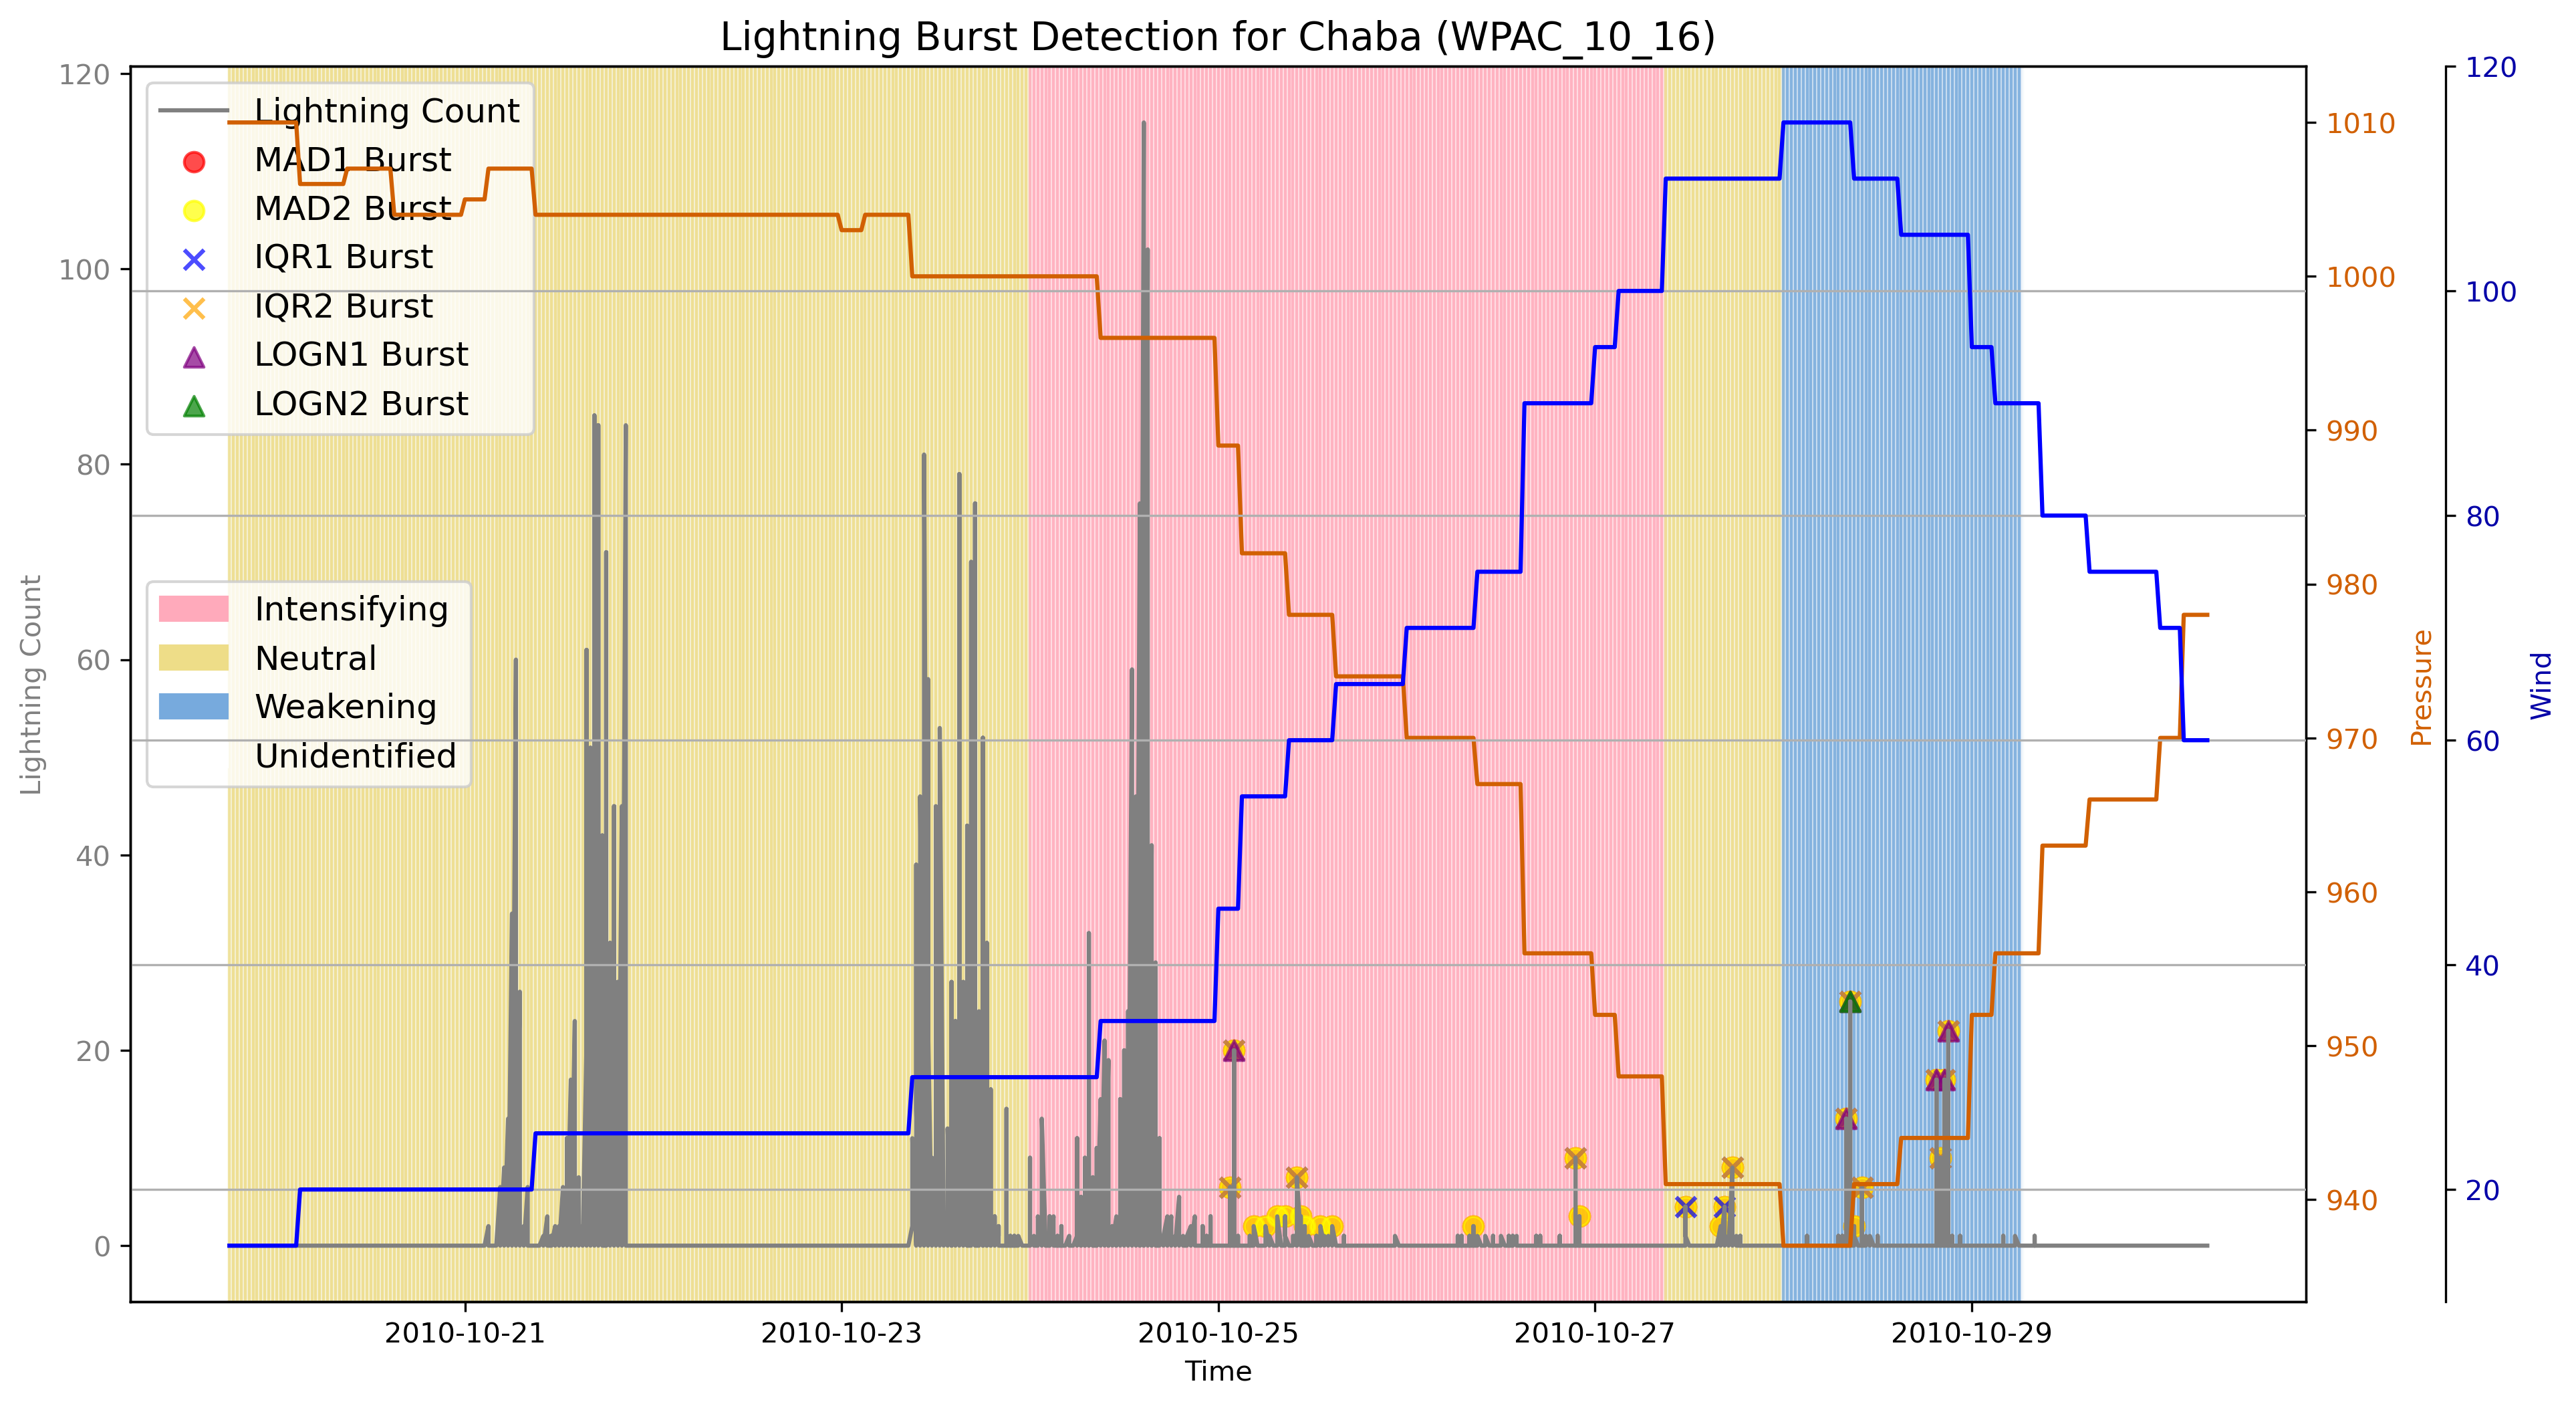 Lightning Burst Detection for Chaba (WPAC_10_16)
Lightning Count
MAD1 Burst
MAD2 Burst
IQR1 Burst
IQR2 Burst
LOGN1 Burst
LOGN2 Burst
Intensifying
Neutral
Weakening
Unidentified
Lightning Count
120
100
80
60
40
20
0
2010-10-21
2010-10-23
2010-10-25
2010-10-27
2010-10-29
Time
1010
1000
990
980
970
960
950
940
Pressure
120
100
80
60
40
20
Wind